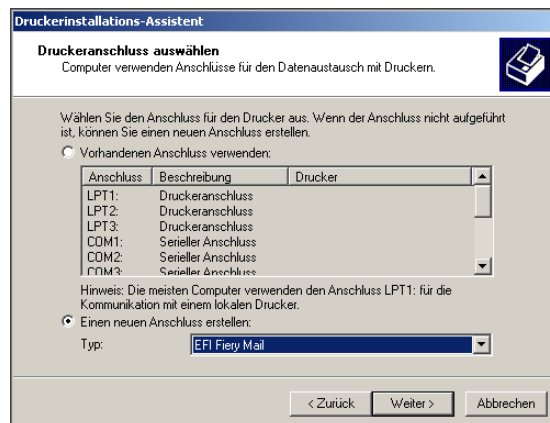 Druckerinstallations-Assistent
Druckeranschluss auswählen
Computer verwenden Anschlüsse für den Datenaustausch mit Druckern.
Wählen Sie den Anschluss für den Drucker aus. Wenn der Anschluss nicht aufgeführt
ist, können Sie einen neuen Anschluss erstellen.
Vorhandenen Anschluss verwenden:
Anschluss Beschreibung Drucker
LPT1: Druckeranschluss
LPT2: Druckeranschluss
LPT3: Druckeranschluss
COM1: Serieller Anschluss
COM2: Serieller Anschluss
COM3: Serieller Anschluss
Hinweis: Die meisten Computer verwenden den Anschluss LPT1: für die
Kommunikation mit einem lokalen Drucker.
Einen neuen Anschluss erstellen:
Typ: EFI Fiery Mail
< Zurück Weiter > Abbrechen